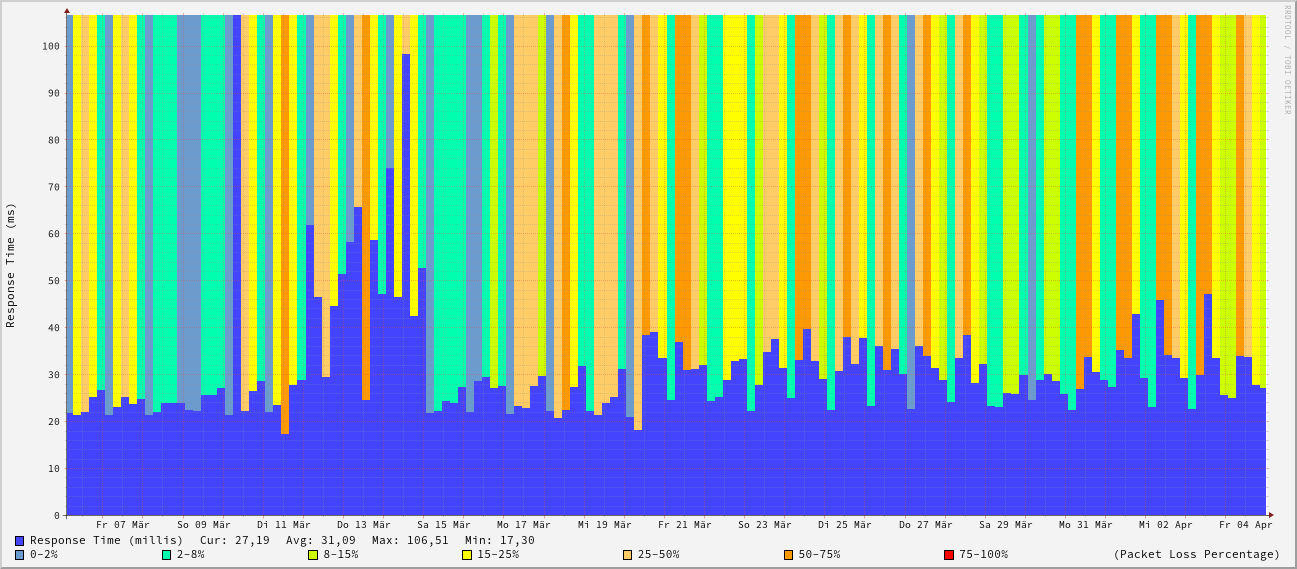 RRDTOOL / TOBI OETIKER
Response Time (ms)
100
90
80
70
60
50
40
30
20
10
0
Fr 07 Mär So 09 Mär Di 11 Mär Do 13 Mär Sa 15 Mär Mo 17 Mär Mi 19 Mär Fr 21 Mär So 23 Mär Di 25 Mär Do 27 Mär Sa 29 Mär Mo 31 Mär Mi 02 Apr Fr 04 Apr
Response Time (millis) Cur: 27,19 Avg: 31,09 Max: 106,51 Min: 17,30
0-2% 2-8% 8-15% 15-25% 25-50% 50-75% 75-100% (Packet Loss Percentage)